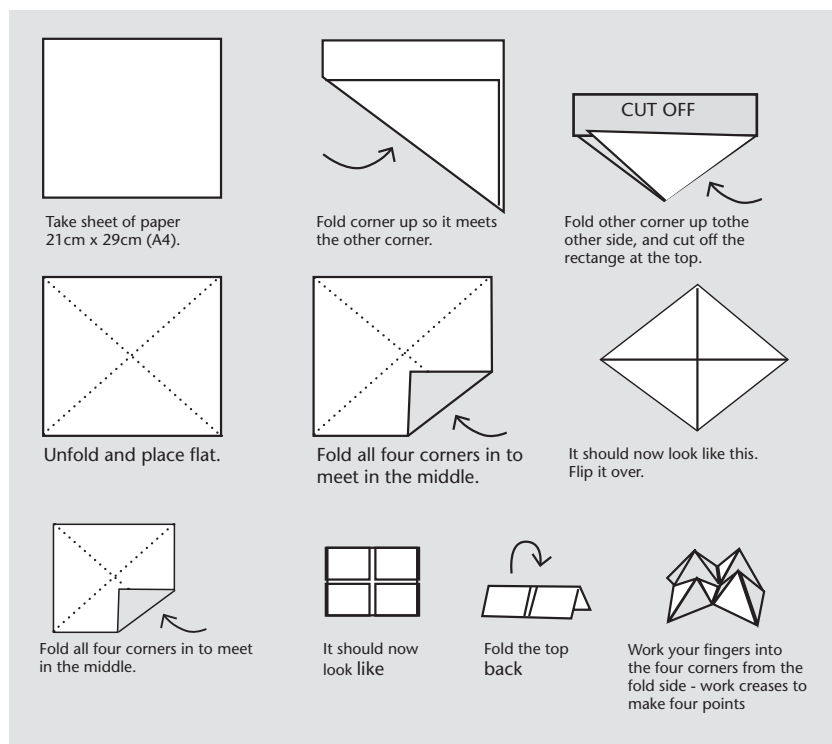 Take sheet of paper
21cm x 29cm (A4).
Fold corner up so it meets
the other corner.
CUT OFF
Fold other corner up tothe
other side, and cut off the
rectange at the top.
Unfold and place flat.
Fold all four corners in to
meet in the middle.
It should now look like this.
Flip it over.
Fold all four corners in to meet
in the middle.
It should now
look like
Fold the top
back
Work your fingers into
the four corners from the
fold side - work creases to
make four points